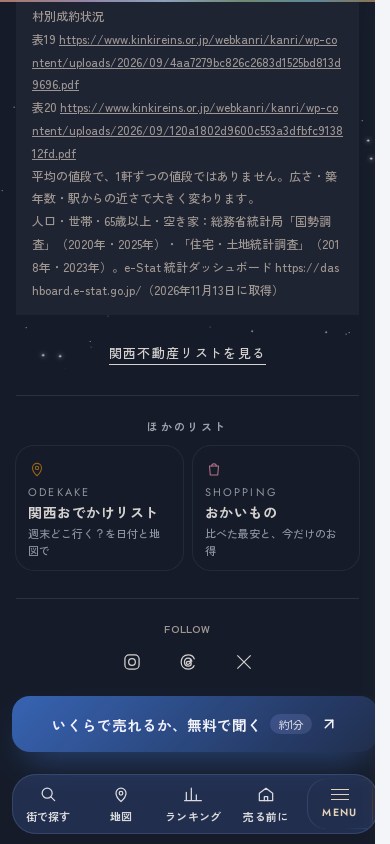 村別成約状況
表19 https://www.kinkireins.or.jp/webkanri/kanri/wp-co
ntent/uploads/2026/09/4aa7279bc826c2683d1525bd813d
9696.pdf
表20 https://www.kinkireins.or.jp/webkanri/kanri/wp-co
ntent/uploads/2026/09/120a1802d9600c553a3dfbfc9138
12fd.pdf
平均の値段で、1軒ずつの値段ではありません。広さ・築
年数・駅からの近さで大きく変わります。
人口・世帯・65歳以上・空き家：総務省統計局「国勢調
査」（2020年・2025年）・「住宅・土地統計調査」（201
8年・2023年）。e-Stat 統計ダッシュボード https://das
hboard.e-stat.go.jp/（2026年11月13日に取得）
関西不動産リストを見る
ほかのリスト
ODEKAKE
関西おでかけリスト
週末どこ行く？を日付と地
図で
SHOPPING
おかいもの
比べた最安と、今だけのお
得
FOLLOW
いくらで売れるか、無料で聞く 約1分
街で探す 地図 ランキング 売る前に MENU